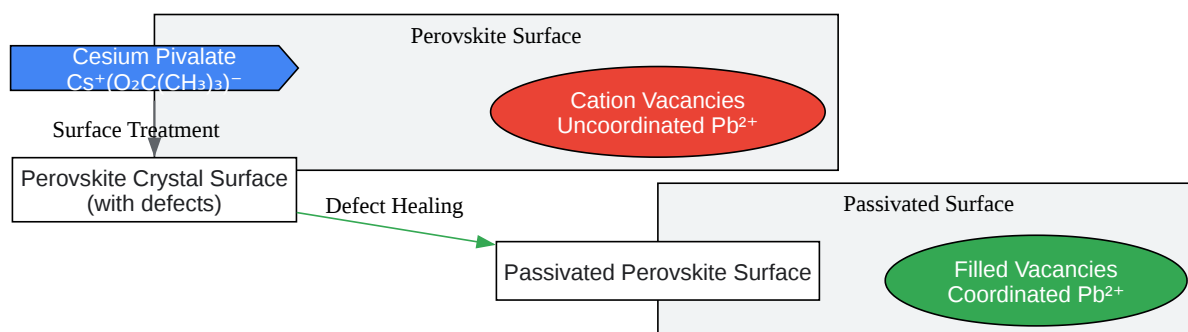 Perovskite Surface
Cesium Pivalate
Cs⁺(O₂C(CH₃)₃)⁻
Cation Vacancies
Uncoordinated Pb²⁺
Surface Treatment
Perovskite Crystal Surface
(with defects)
Defect Healing
Passivated Surface
Passivated Perovskite Surface
Filled Vacancies
Coordinated Pb²⁺